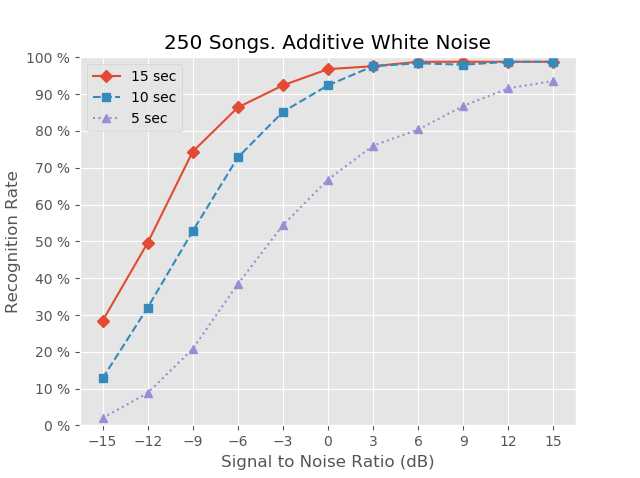 250 Songs. Additive White Noise
100 %
90 %
80 %
70 %
60 %
50 %
40 %
30 %
20 %
10 %
0 %
Recognition Rate
15 sec
10 sec
5 sec
−15 −12 −9 −6 −3 0 3 6 9 12 15
Signal to Noise Ratio (dB)